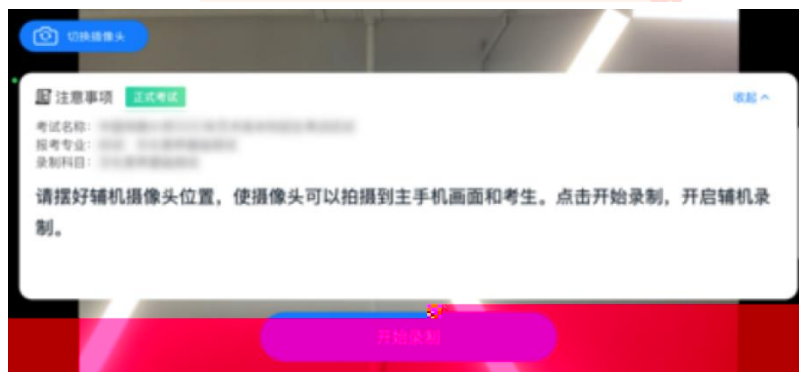 切换摄像头
注意事项 正式考试 收起
考试名称:
报考专业:
录制科目:
请摆好辅机摄像头位置，使摄像头可以拍摄到主手机画面和考生。点击开始录制，开启辅机录
制。
开始录制